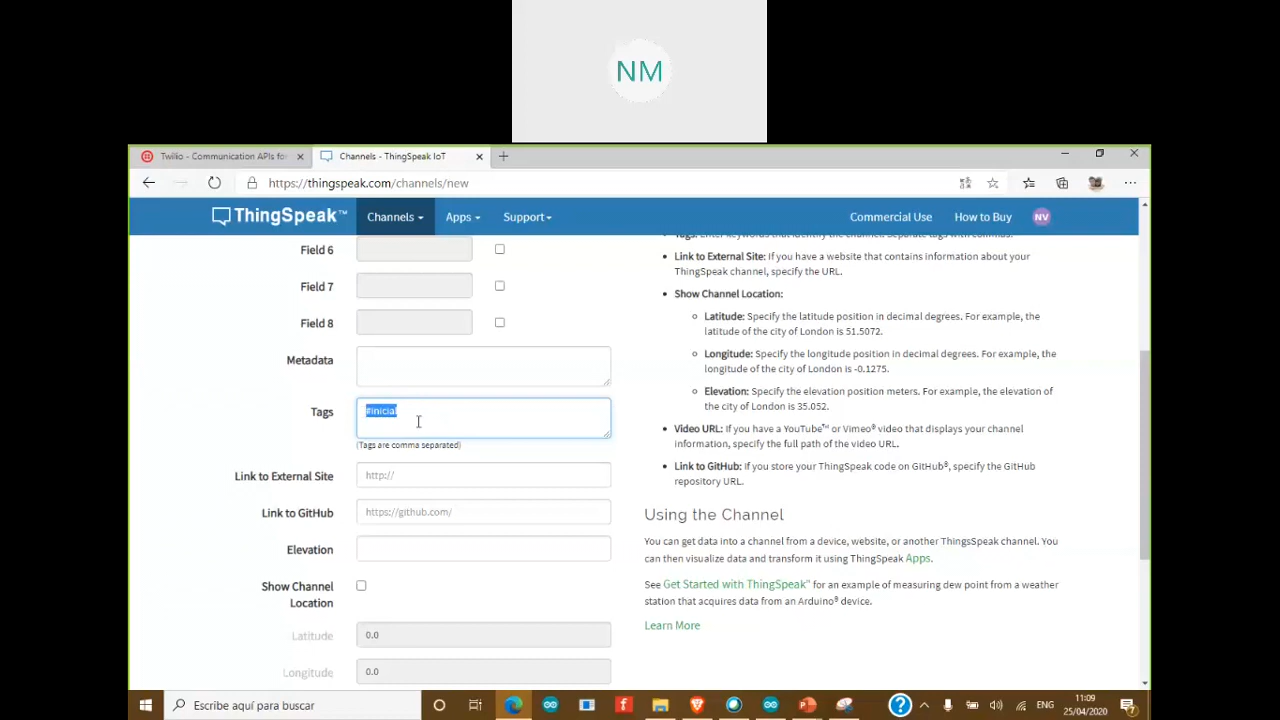 NM
Twilio - Communication APIs for
Channels - ThingSpeak IoT
https://thingspeak.com/channels/new
ThingSpeak™
Channels
Apps
Support
Commercial Use
How to Buy
NV
Field 6
Field 7
Field 8
Metadata
Tags
#inicial
(Tags are comma separated)
Link to External Site
http://
Link to GitHub
https://github.com/
Elevation
Show Channel
Location
Latitude
0.0
Longitude
0.0
Tags: Enter keywords that identify the channel. Separate tags with commas.
Link to External Site: If you have a website that contains information about your
ThingSpeak channel, specify the URL.
Show Channel Location:
Latitude: Specify the latitude position in decimal degrees. For example, the
latitude of the city of London is 51.5072.
Longitude: Specify the longitude position in decimal degrees. For example, the
longitude of the city of London is -0.1275.
Elevation: Specify the elevation position meters. For example, the elevation of
the city of London is 35.052.
Video URL: If you have a YouTube™ or Vimeo® video that displays your channel
information, specify the full path of the video URL.
Link to GitHub: If you store your ThingSpeak code on GitHub®, specify the GitHub
repository URL.
Using the Channel
You can get data into a channel from a device, website, or another ThingsSpeak channel. You
can then visualize data and transform it using ThingSpeak Apps.
See Get Started with ThingSpeak™ for an example of measuring dew point from a weather
station that acquires data from an Arduino® device.
Learn More
Escribe aquí para buscar
ENG
11:09
25/04/2020